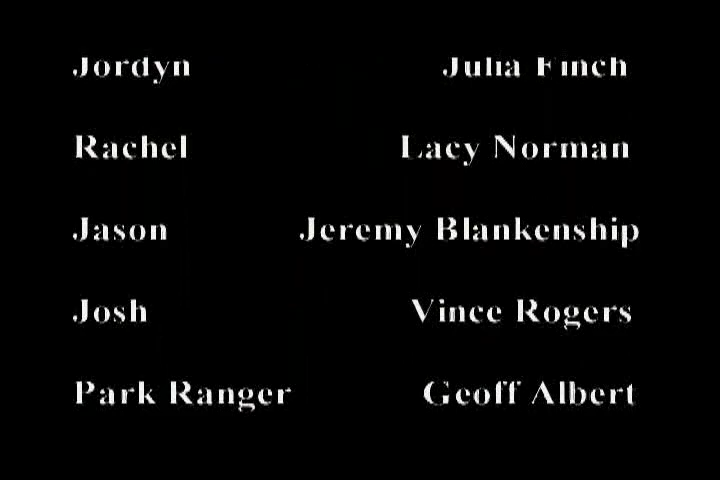 Jordyn Julia Finch
Rachel Lacy Norman
Jason Jeremy Blankenship
Josh Vince Rogers
Park Ranger Geoff Albert